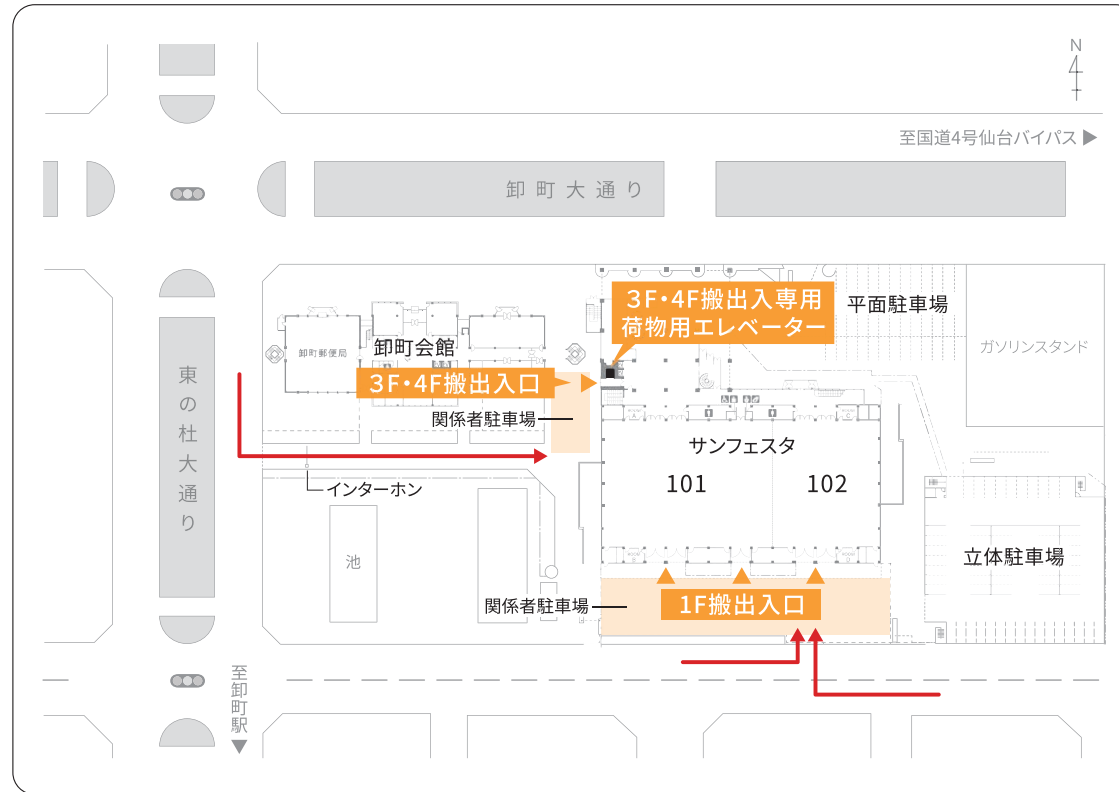 N
至国道4号仙台バイパス ▶
卸町大通り
3F・4F搬出入専用
荷物用エレベーター
平面駐車場
ガソリンスタンド
卸町郵便局
卸町会館
3F・4F搬出入口
関係者駐車場
東の杜大通り
サンフェスタ
101
102
インターホン
池
立体駐車場
関係者駐車場
1F搬出入口
至卸町駅 ▼